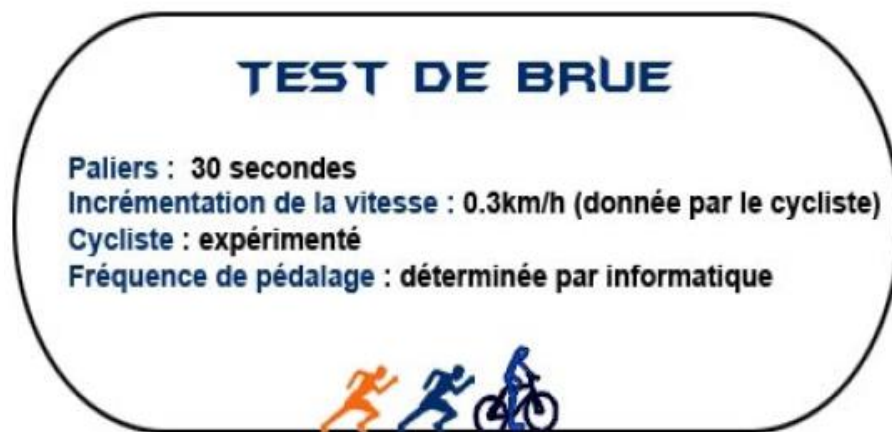 TEST DE BRUE
Paliers : 30 secondes
Incrémentation de la vitesse : 0.3km/h (donnée par le cycliste)
Cycliste : expérimenté
Fréquence de pédalage : déterminée par informatique